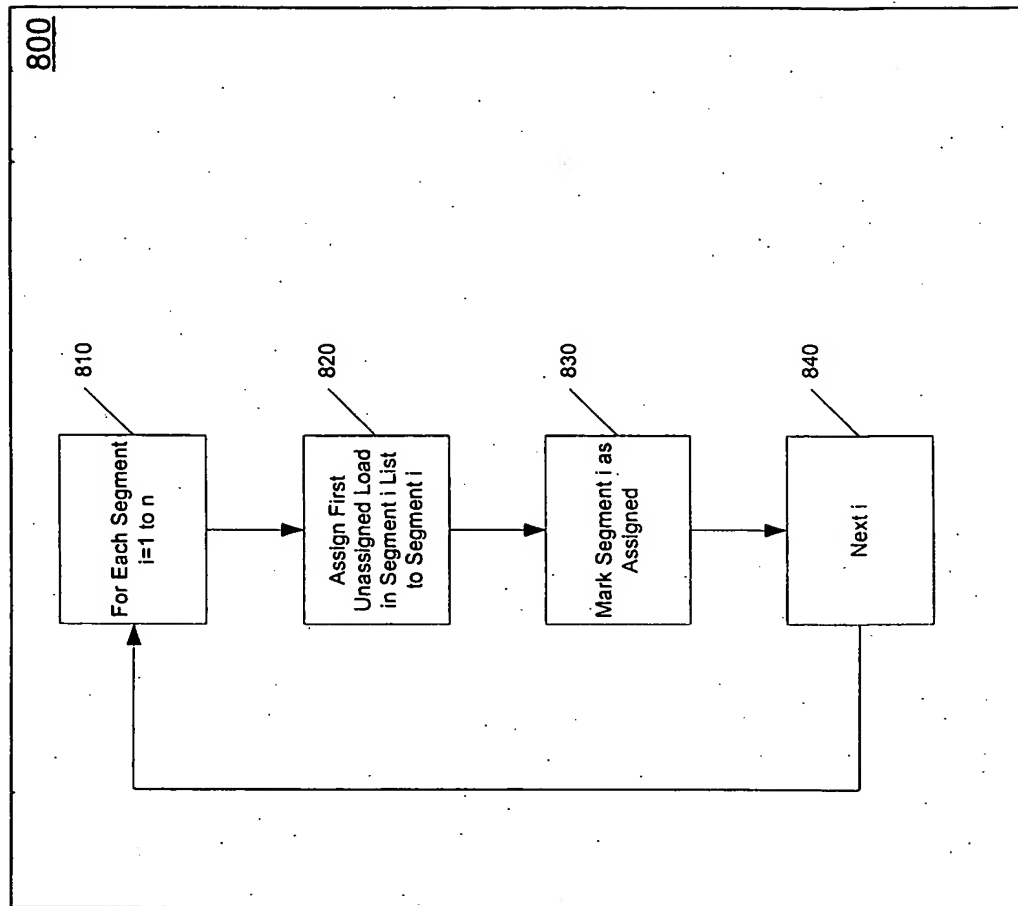 800
810
For Each Segment
i=1 to n
820
Assign First
Unassigned Load
in Segment i List
to Segment i
830
Mark Segment i as
Assigned
840
Next i